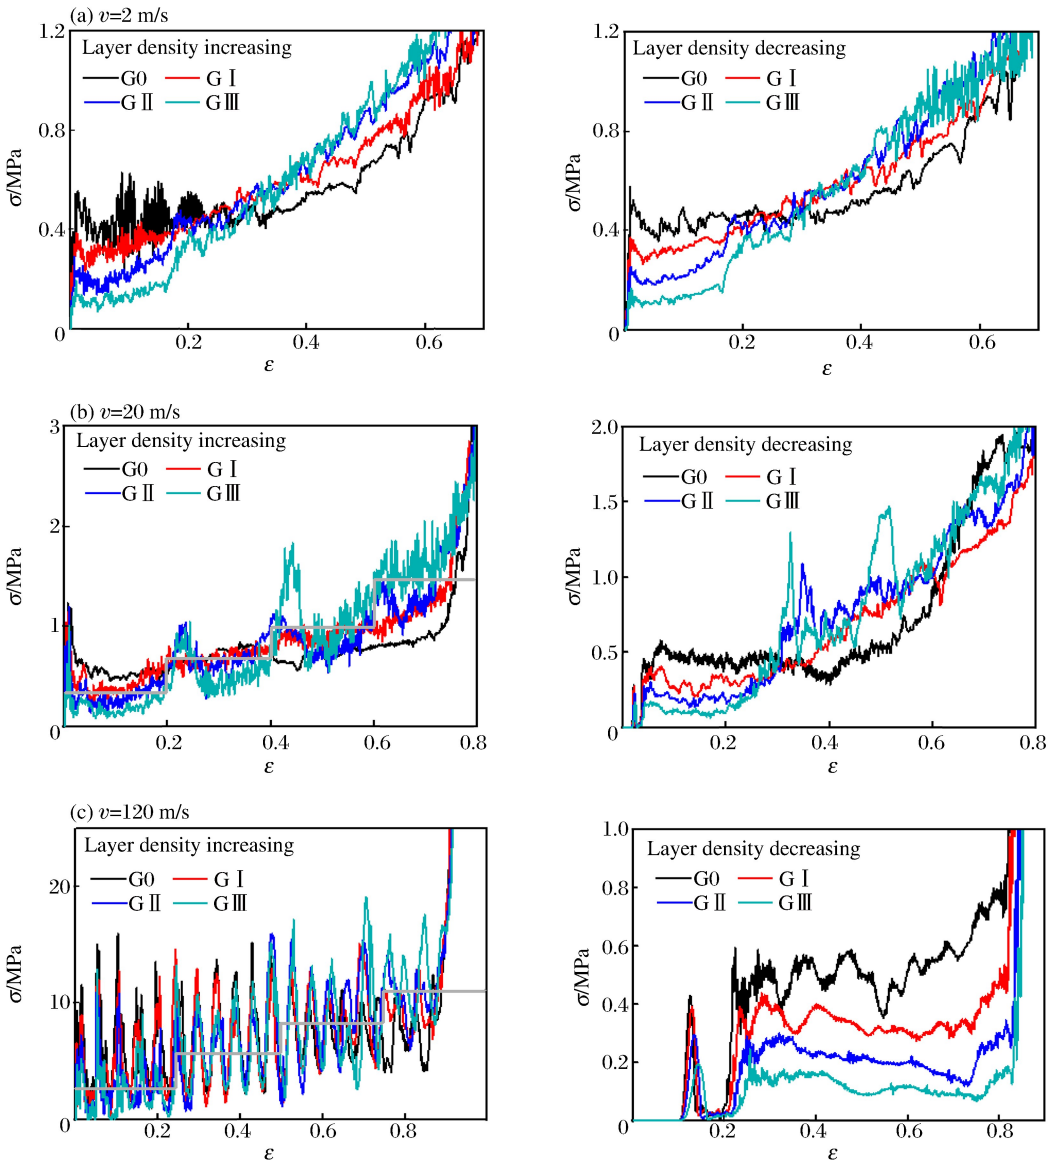 (a) v=2 m/s
1.2
Layer density increasing
G0 G Ⅰ
G Ⅱ G Ⅲ
0.8
σ/MPa
0.4
0
0.2 0.4 0.6
ε
1.2
Layer density decreasing
G0 G Ⅰ
G Ⅱ G Ⅲ
0.8
σ/MPa
0.4
0
0.2 0.4 0.6
ε
(b) v=20 m/s
3
Layer density increasing
G0 G Ⅰ
G Ⅱ G Ⅲ
2
σ/MPa
1
0
0.2 0.4 0.6 0.8
ε
2.0
Layer density decreasing
G0 G Ⅰ
G Ⅱ G Ⅲ
1.5
1.0
σ/MPa
0.5
0
0.2 0.4 0.6 0.8
ε
(c) v=120 m/s
Layer density increasing
G0 G Ⅰ
G Ⅱ G Ⅲ
20
σ/MPa
10
0
0.2 0.4 0.6 0.8
ε
1.0
Layer density decreasing
G0 G Ⅰ
G Ⅱ G Ⅲ
0.8
0.6
σ/MPa
0.4
0.2
0
0.2 0.4 0.6 0.8
ε